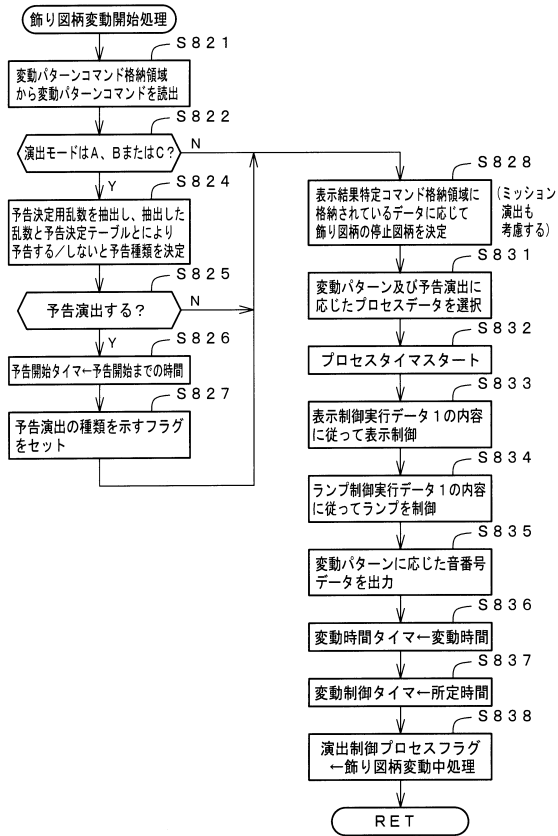 飾り図柄変動開始処理
S821
変動パターンコマンド格納領域
から変動パターンコマンドを読出
S822
演出モードはA、BまたはC?
N
Y
S824
予告決定用乱数を抽出し、抽出した
乱数と予告決定テーブルとにより
予告する/しないと予告種類を決定
S825
予告演出する?
N
Y
S826
予告開始タイマ←予告開始までの時間
S827
予告演出の種類を示すフラグ
をセット
S828
表示結果特定コマンド格納領域に
格納されているデータに応じて
飾り図柄の停止図柄を決定
(ミッション
演出も
考慮する)
S831
変動パターン及び予告演出に
応じたプロセスデータを選択
S832
プロセスタイマスタート
S833
表示制御実行データ1の内容
に従って表示制御
S834
ランプ制御実行データ1の内容
に従ってランプを制御
S835
変動パターンに応じた音番号
データを出力
S836
変動時間タイマ←変動時間
S837
変動制御タイマ←所定時間
S838
演出制御プロセスフラグ
←飾り図柄変動中処理
RET